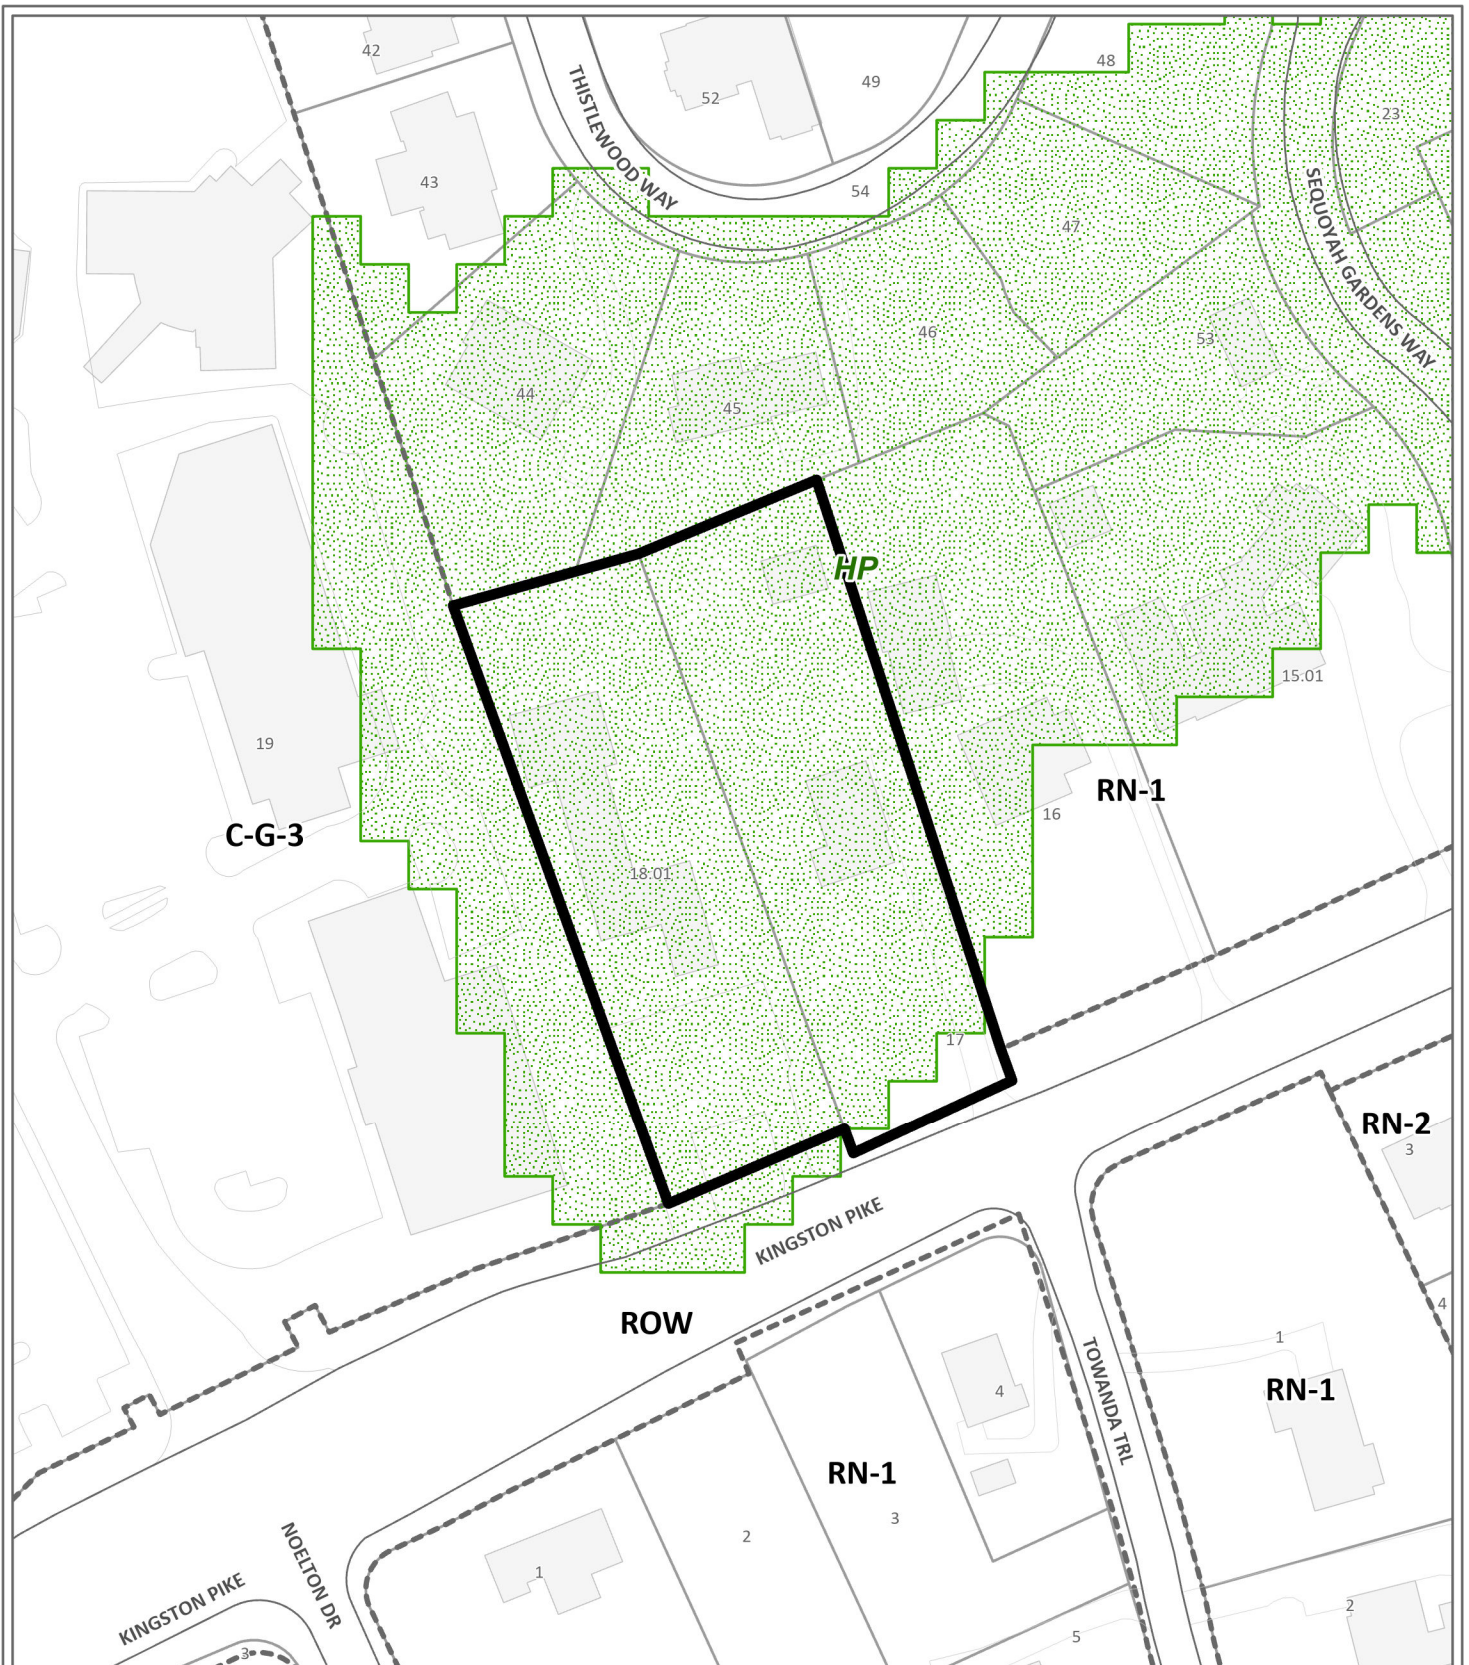 42
48
49
52
THISTLEWOOD WAY
23
43
54
SEQUOYAH GARDENS WAY
47
46
53
44
45
HP
15.01
19
RN-1
16
C-G-3
18.01
17
RN-2
3
KINGSTON PIKE
4
ROW
1
TOWANDA TRL
4
RN-1
RN-1
3
2
NOELTON DR
1
KINGSTON PIKE
2
5
3